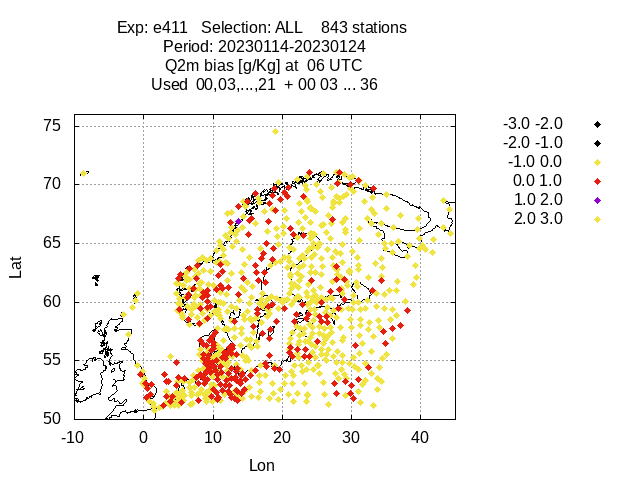 Exp: e411 Selection: ALL 843 stations
Period: 20230114-20230124
Q2m bias [g/Kg] at 06 UTC
Used 00,03,...,21 + 00 03 ... 36
-3.0 -2.0
-2.0 -1.0
-1.0 0.0
0.0 1.0
1.0 2.0
2.0 3.0
75
70
65
60
55
50
Lat
-10 0 10 20 30 40
Lon